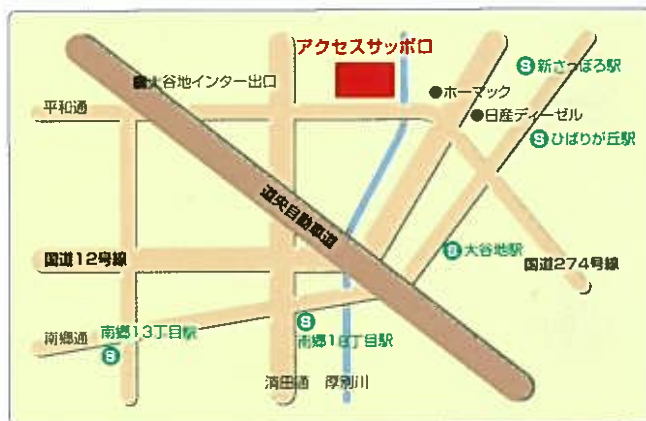 アクセスサッポロ
大谷地インター出口
S 新さっぽろ駅
ホーマック
平和通
日産ディーゼル
S ひばりが丘駅
道央自動車道
S 大谷地駅
国道12号線
国道274号線
南郷通
南郷13丁目駅
S
S
南郷18丁目駅
清田通
厚別川